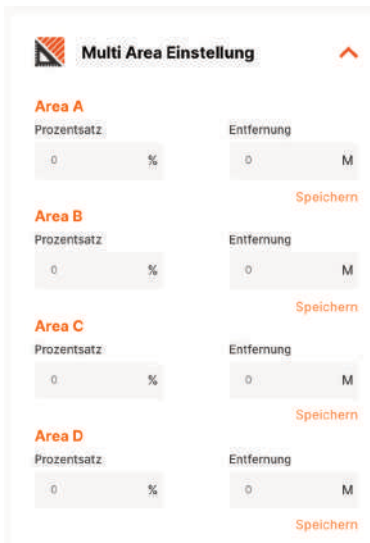 Multi Area Einstellung
Area A
Prozentsatz Entfernung
0 % 0 M
Speichern
Area B
Prozentsatz Entfernung
0 % 0 M
Speichern
Area C
Prozentsatz Entfernung
0 % 0 M
Speichern
Area D
Prozentsatz Entfernung
0 % 0 M
Speichern